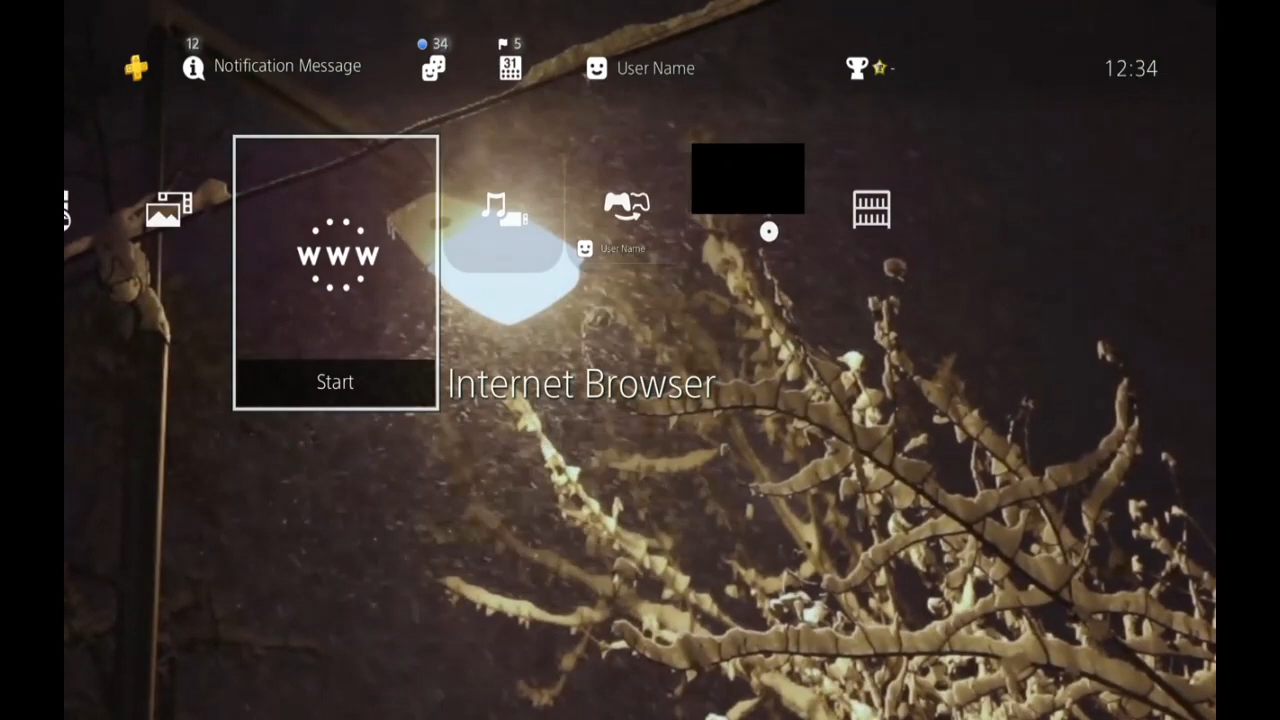 12
34
5
Notification Message
31
User Name
-
12:34
User Name
www
Start
Internet Browser